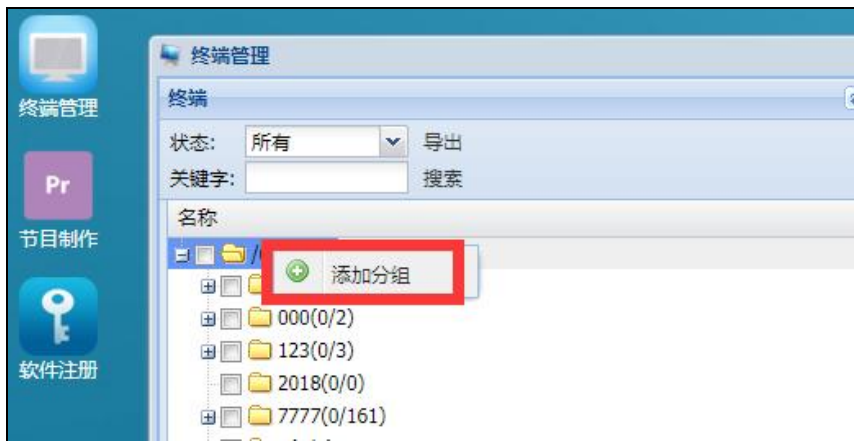 终端管理
终端管理
终端
状态: 所有 导出
关键字: 搜索
Pr
名称
节目制作
添加分组
000(0/2)
123(0/3)
软件注册
2018(0/0)
7777(0/161)